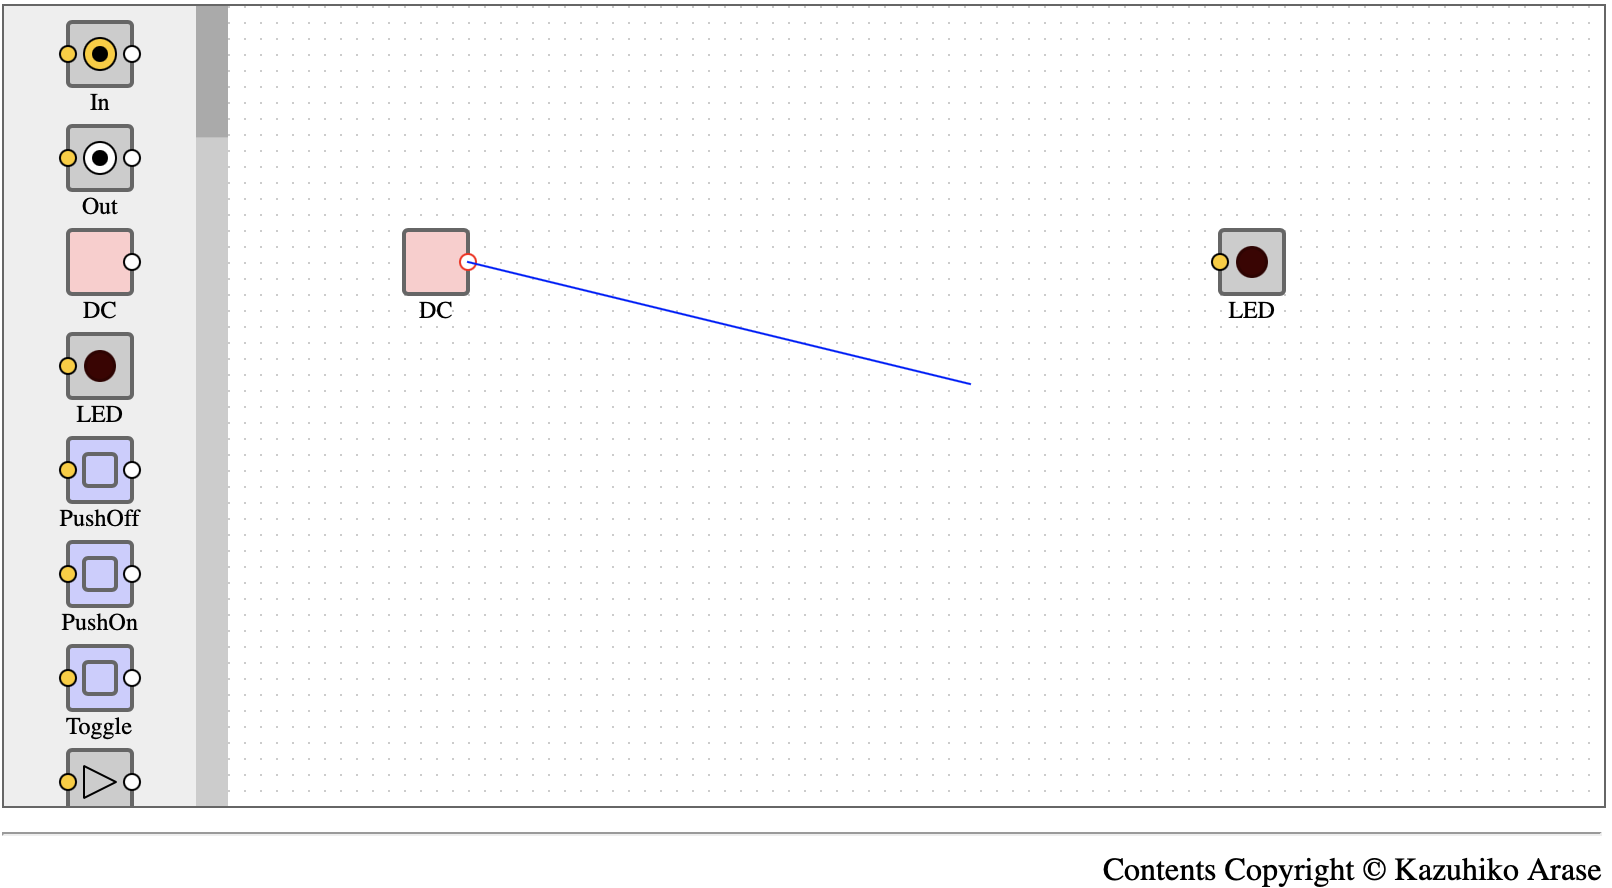 In
Out
DC
LED
PushOff
PushOn
Toggle
DC
LED
Contents Copyright © Kazuhiko Arase